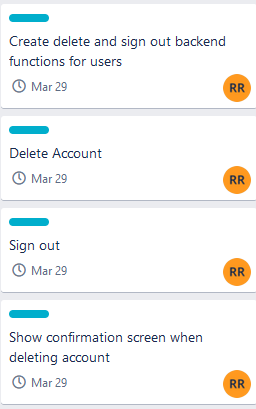 Create delete and sign out backend
functions for users
Mar 29
RR
Delete Account
Mar 29
RR
Sign out
Mar 29
RR
Show confirmation screen when
deleting account
Mar 29
RR